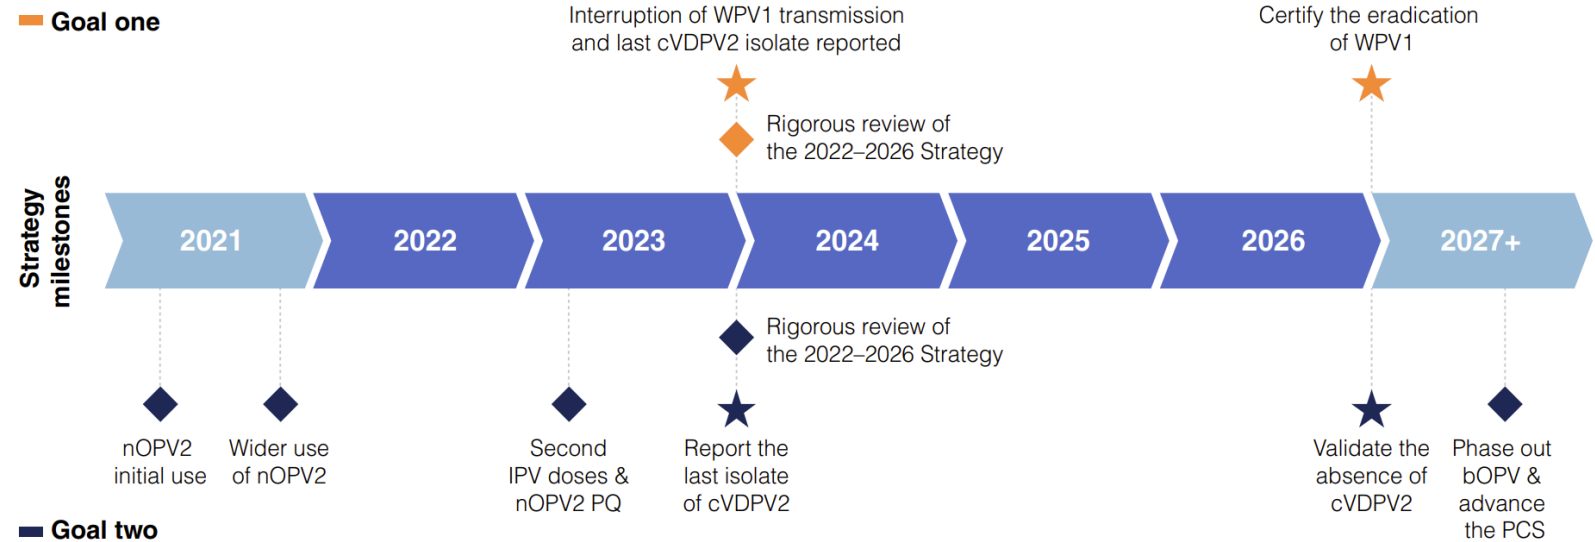 Goal one
Interruption of WPV1 transmission
and last cVDPV2 isolate reported
Certify the eradication
of WPV1
Rigorous review of
the 2022–2026 Strategy
Strategy
milestones
2021
2022
2023
2024
2025
2026
2027+
Rigorous review of
the 2022–2026 Strategy
nOPV2
initial use
Wider use
of nOPV2
Second
IPV doses &
nOPV2 PQ
Report the
last isolate
of cVDPV2
Validate the
absence of
cVDPV2
Phase out
bOPV &
advance
the PCS
Goal two